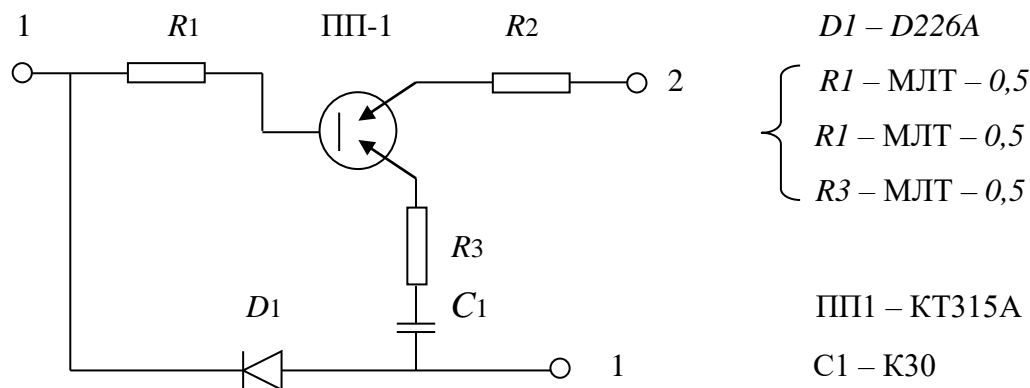 1 R1 ПП-1 R2 D1 – D226A
2 R1 – МЛТ – 0,5
R1 – МЛТ – 0,5
R3 – МЛТ – 0,5
R3
D1 C1 ПП1 – КТ315А
1 С1 – К30